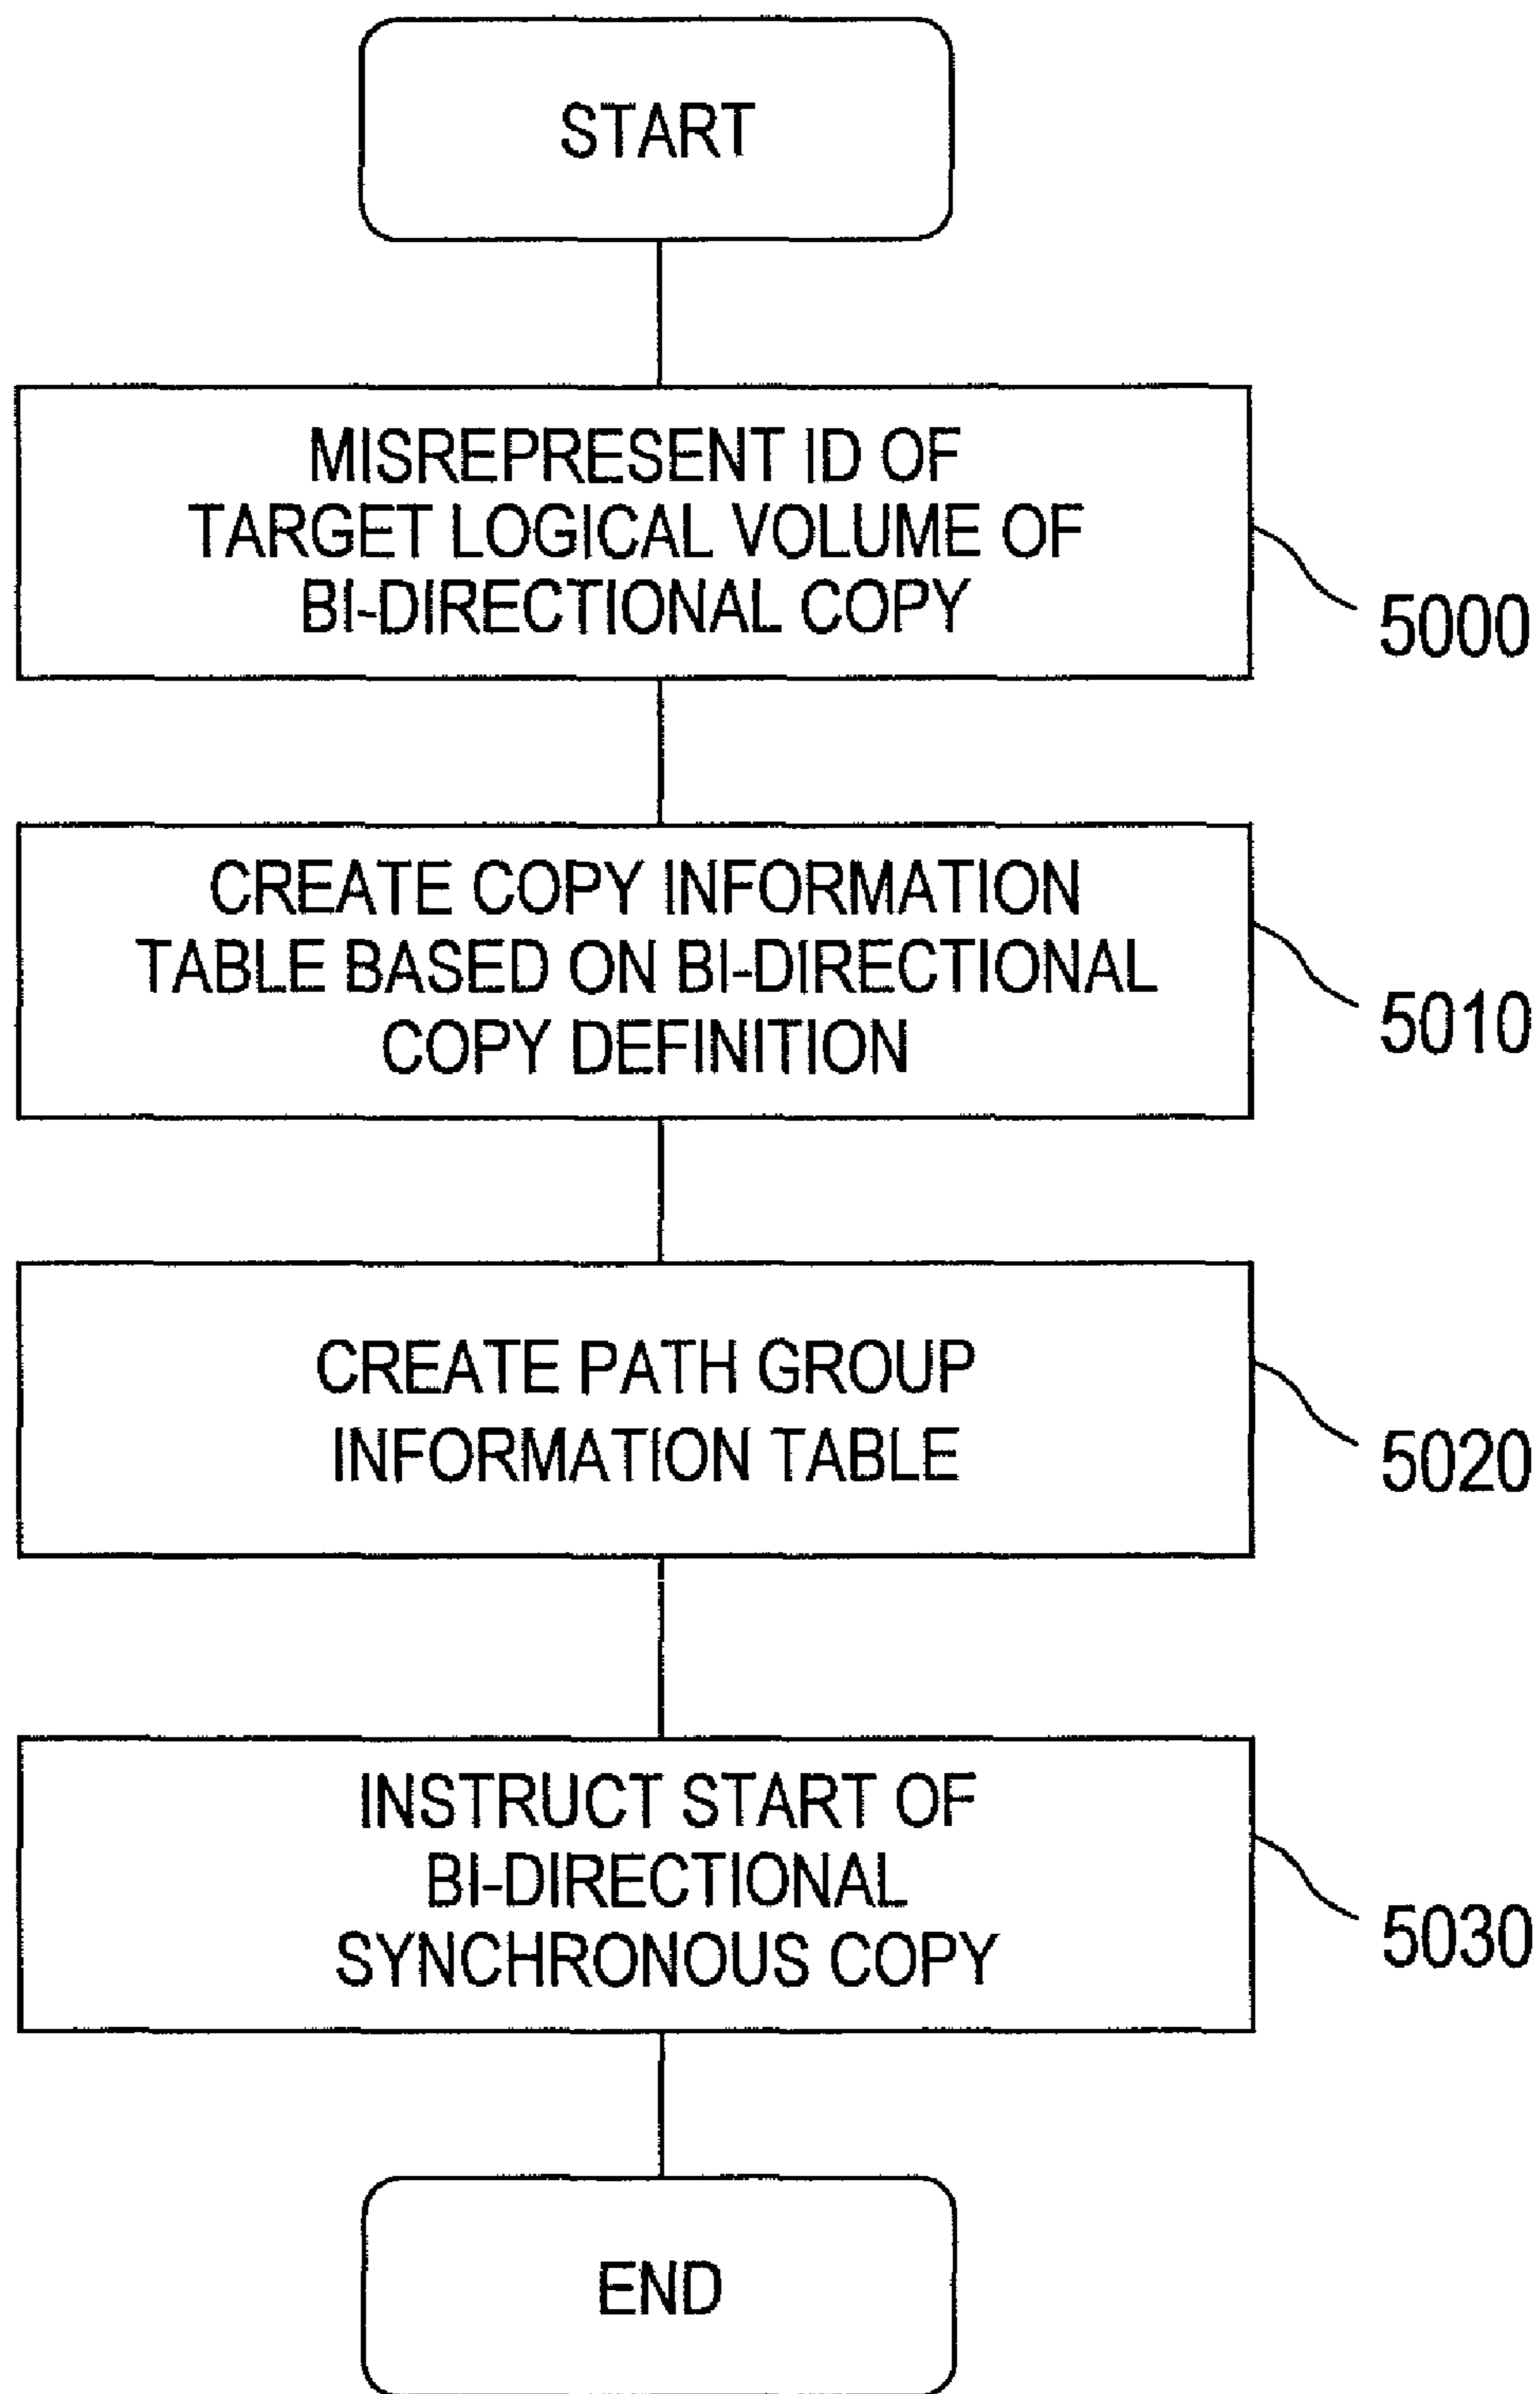 START
MISREPRESENT ID OF
TARGET LOGICAL VOLUME OF
BI-DIRECTIONAL COPY
5000
CREATE COPY INFORMATION
TABLE BASED ON BI-DIRECTIONAL
COPY DEFINITION
5010
CREATE PATH GROUP
INFORMATION TABLE
5020
INSTRUCT START OF
BI-DIRECTIONAL
SYNCHRONOUS COPY
5030
END